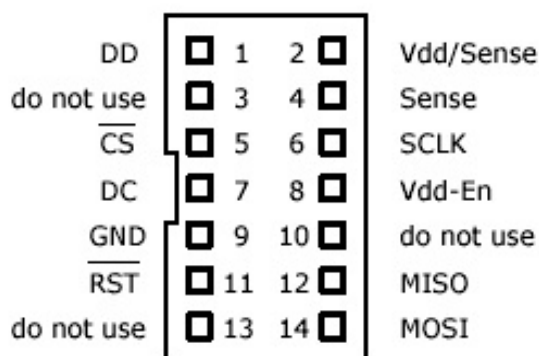 DD 1 2 Vdd/Sense
do not use 3 4 Sense
CS 5 6 SCLK
DC 7 8 Vdd-En
GND 9 10 do not use
RST 11 12 MISO
do not use 13 14 MOSI